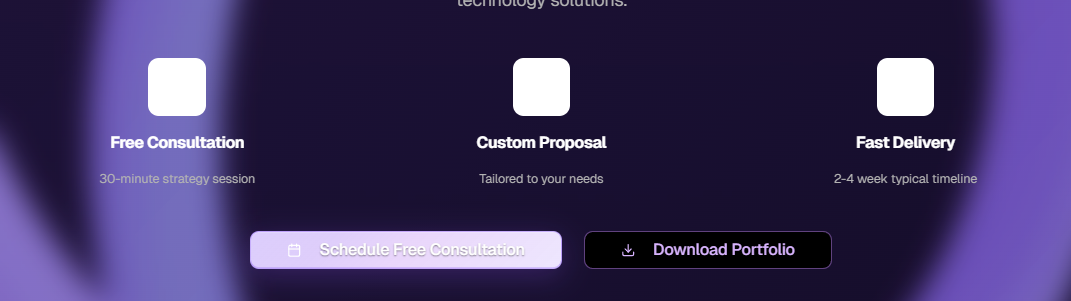 technology solutions.
Free Consultation
Custom Proposal
Fast Delivery
30-minute strategy session
Tailored to your needs
2-4 week typical timeline
Schedule Free Consultation
Download Portfolio